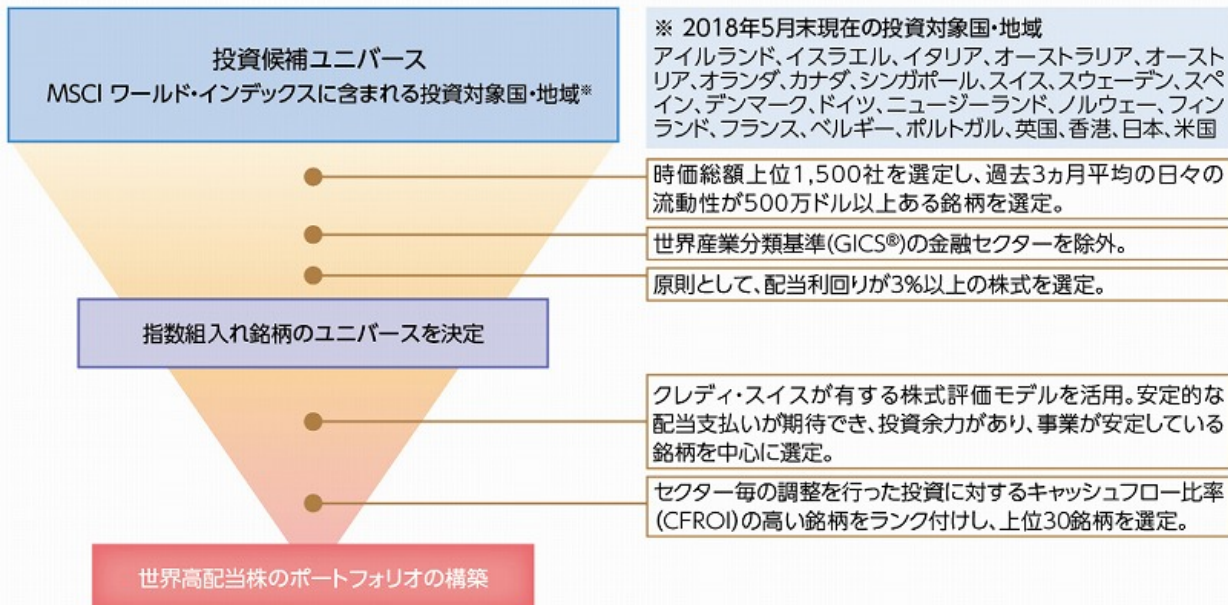 投資候補ユニバース
MSCI ワールド・インデックスに含まれる投資対象国・地域※
※ 2018年5月末現在の投資対象国・地域
アイルランド、イスラエル、イタリア、オーストラリア、オースト
リア、オランダ、カナダ、シンガポール、スイス、スウェーデン、スペ
イン、デンマーク、ドイツ、ニュージーランド、ノルウェー、フィン
ランド、フランス、ベルギー、ポルトガル、英国、香港、日本、米国
時価総額上位1,500社を選定し、過去3ヵ月平均の日々の
流動性が500万ドル以上ある銘柄を選定。
世界産業分類基準(GICS®)の金融セクターを除外。
原則として、配当利回りが3%以上の株式を選定。
指数組入れ銘柄のユニバースを決定
クレディ・スイスが有する株式評価モデルを活用。安定的な
配当支払いが期待でき、投資余力があり、事業が安定している
銘柄を中心に選定。
セクター毎の調整を行った投資に対するキャッシュフロー比率
(CFROI)の高い銘柄をランク付けし、上位30銘柄を選定。
世界高配当株のポートフォリオの構築